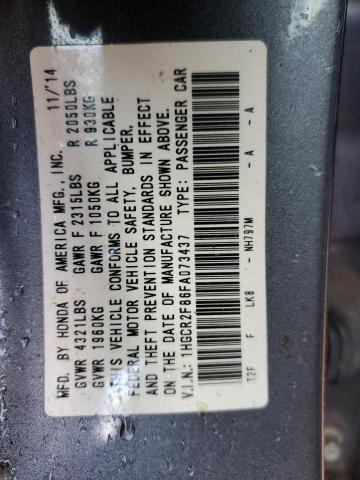 MFD. BY HONDA OF AMERICA MFG., INC. 11/'14
GVWR 4321LBS GAWR F 2315LBS R 2050LBS
GVWR 1960KG GAWR F 1050KG R 930KG
THIS VEHICLE CONFORMS TO ALL APPLICABLE
FEDERAL MOTOR VEHICLE SAFETY, BUMPER,
AND THEFT PREVENTION STANDARDS IN EFFECT
ON THE DATE OF MANUFACTURE SHOWN ABOVE.
V.I.N.: 1HGCR2F86FA073437 TYPE: PASSENGER CAR
T2F F LK8 - NH797M - A - A